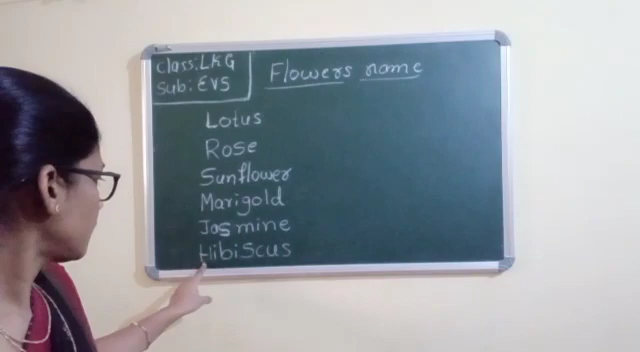 Class: LKG
Sub: EVS
Flowers name
Lotus
Rose
Sunflower
Marigold
Jasmine
Hibiscus